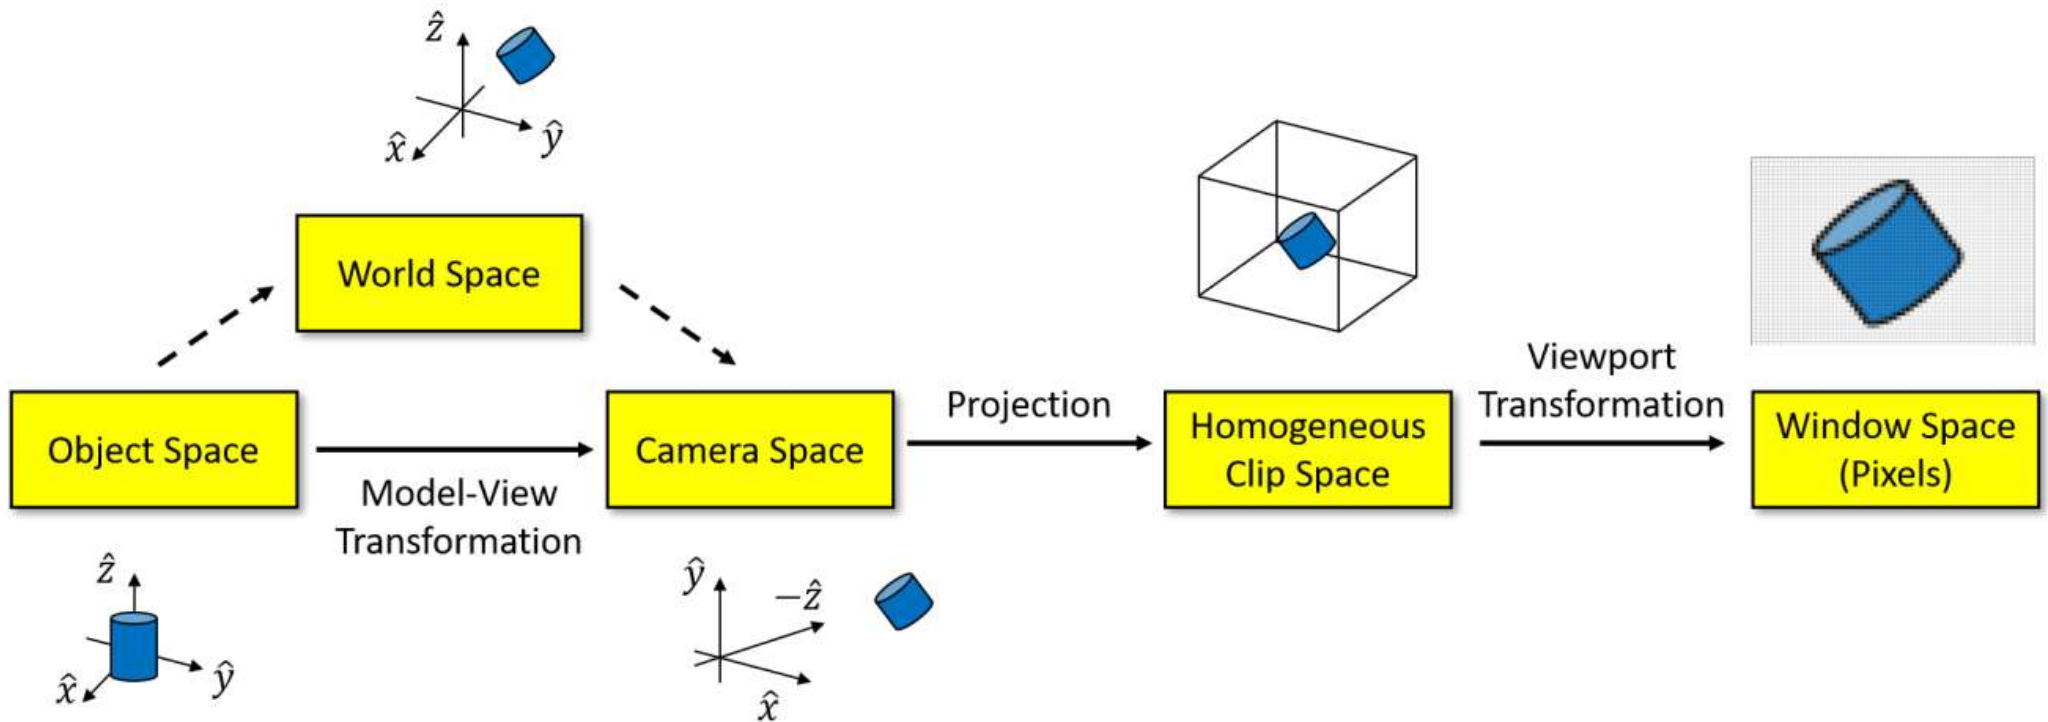 ẑ
x̂
ŷ
World Space
Object Space
Model-View
Transformation
Camera Space
Projection
Homogeneous
Clip Space
Viewport
Transformation
Window Space
(Pixels)
ẑ
x̂
ŷ
ŷ
−ẑ
x̂